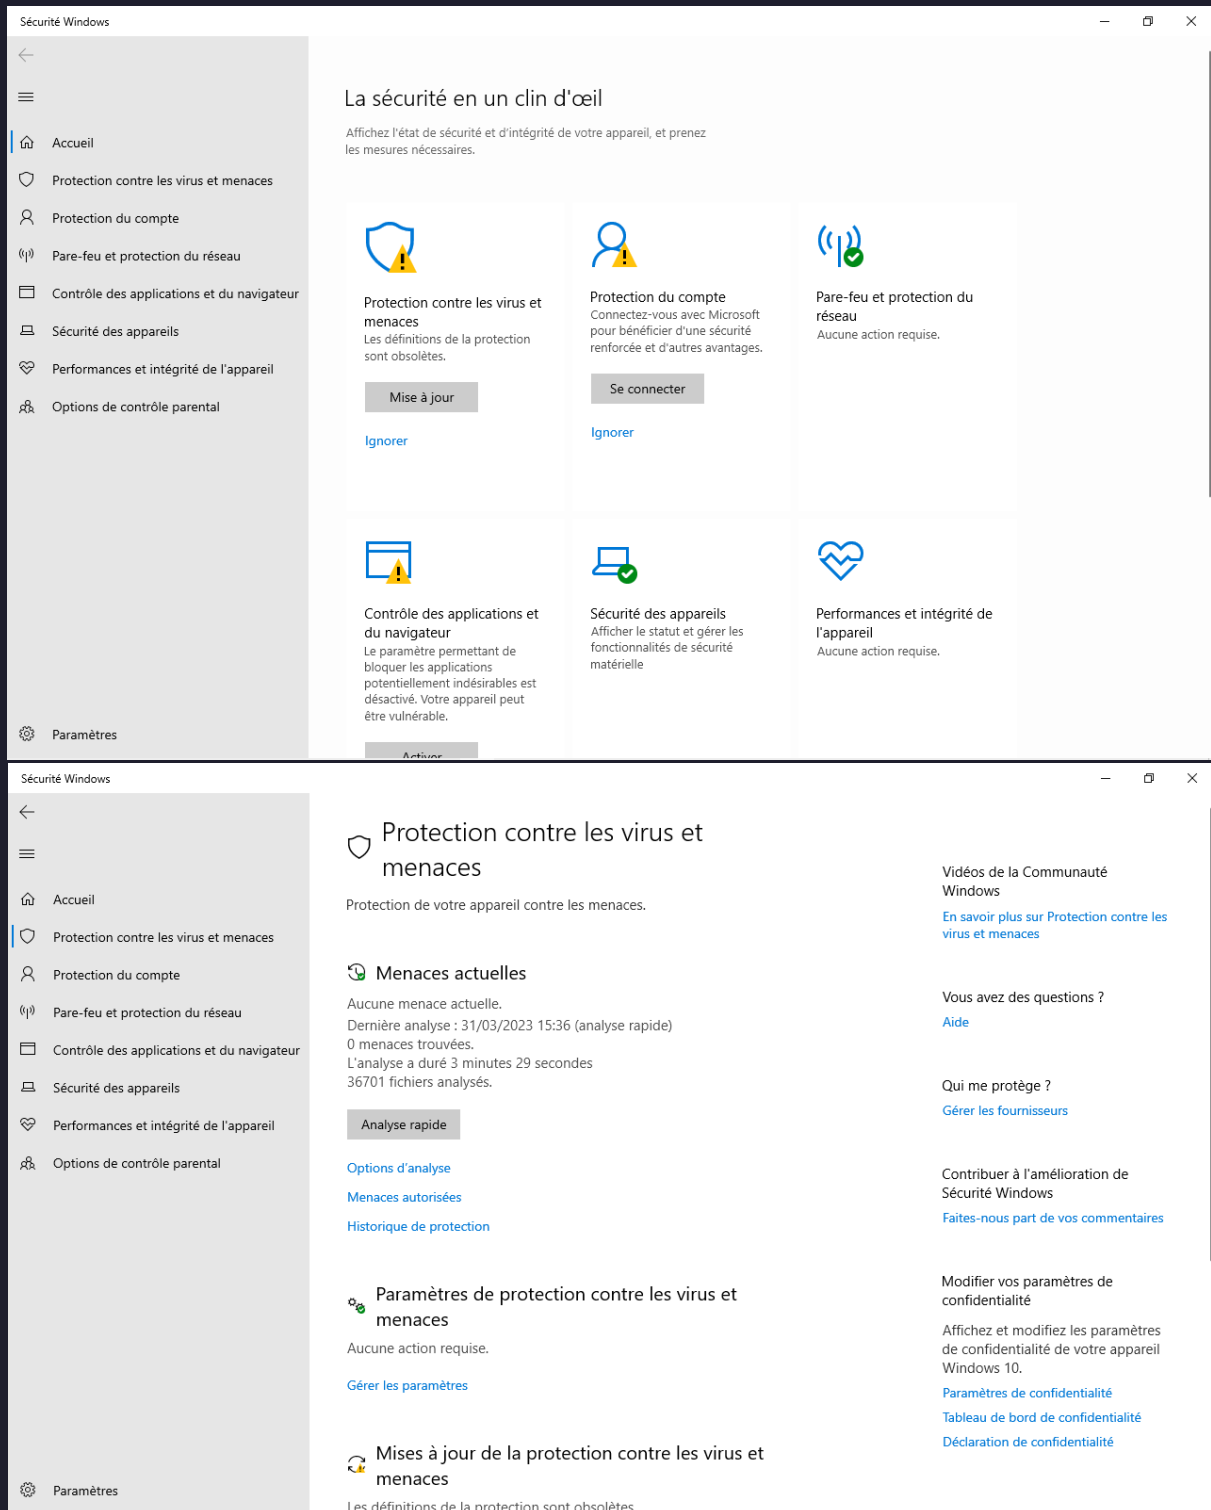 Sécurité Windows
Accueil
Protection contre les virus et menaces
Protection du compte
Pare-feu et protection du réseau
Contrôle des applications et du navigateur
Sécurité des appareils
Performances et intégrité de l'appareil
Options de contrôle parental
Paramètres
La sécurité en un clin d'œil
Affichez l'état de sécurité et d'intégrité de votre appareil, et prenez
les mesures nécessaires.
Protection contre les virus et
menaces
Les définitions de la protection
sont obsolètes.
Mise à jour
Ignorer
Protection du compte
Connectez-vous avec Microsoft
pour bénéficier d'une sécurité
renforcée et d'autres avantages.
Se connecter
Ignorer
Pare-feu et protection du
réseau
Aucune action requise.
Contrôle des applications et
du navigateur
Le paramètre permettant de
bloquer les applications
potentiellement indésirables est
désactivé. Votre appareil peut
être vulnérable.
Activer
Sécurité des appareils
Afficher le statut et gérer les
fonctionnalités de sécurité
matérielle
Performances et intégrité de
l'appareil
Aucune action requise.
Sécurité Windows
Accueil
Protection contre les virus et menaces
Protection du compte
Pare-feu et protection du réseau
Contrôle des applications et du navigateur
Sécurité des appareils
Performances et intégrité de l'appareil
Options de contrôle parental
Paramètres
Protection contre les virus et
menaces
Protection de votre appareil contre les menaces.
Menaces actuelles
Aucune menace actuelle.
Dernière analyse : 31/03/2023 15:36 (analyse rapide)
0 menaces trouvées.
L'analyse a duré 3 minutes 29 secondes
36701 fichiers analysés.
Analyse rapide
Options d'analyse
Menaces autorisées
Historique de protection
Paramètres de protection contre les virus et
menaces
Aucune action requise.
Gérer les paramètres
Mises à jour de la protection contre les virus et
menaces
Les définitions de la protection sont obsolètes.
Vidéos de la Communauté
Windows
En savoir plus sur Protection contre les
virus et menaces
Vous avez des questions ?
Aide
Qui me protège ?
Gérer les fournisseurs
Contribuer à l'amélioration de
Sécurité Windows
Faites-nous part de vos commentaires
Modifier vos paramètres de
confidentialité
Affichez et modifiez les paramètres
de confidentialité de votre appareil
Windows 10.
Paramètres de confidentialité
Tableau de bord de confidentialité
Déclaration de confidentialité